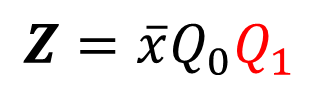 Z = x̄Q₀Q₁